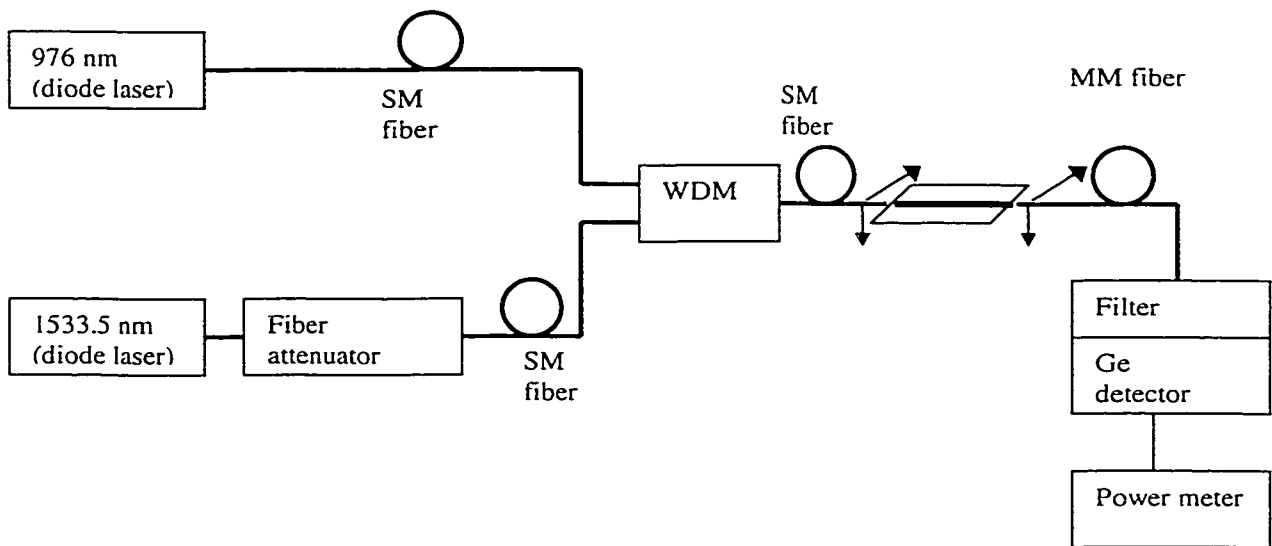 976 nm
(diode laser)
SM
fiber
MM fiber
SM
fiber
WDM
1533.5 nm
(diode laser)
Fiber
attenuator
SM
fiber
Filter
Ge
detector
Power meter